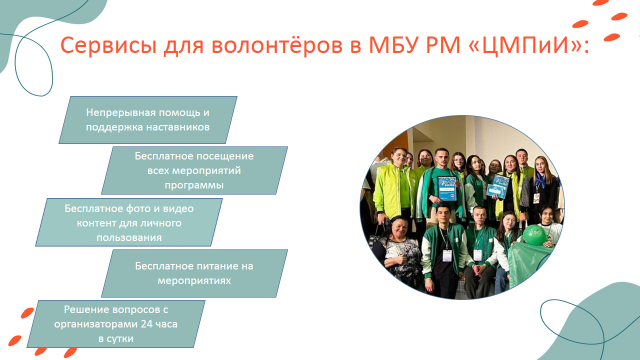 Сервисы для волонтёров в МБУ РМ «ЦМПиИ»:
Непрерывная помощь и
поддержка наставников
Бесплатное посещение
всех мероприятий
программы
Бесплатное фото и видео
контент для личного
пользования
Бесплатное питание на
мероприятиях
Решение вопросов с
организаторами 24 часа
в сутки